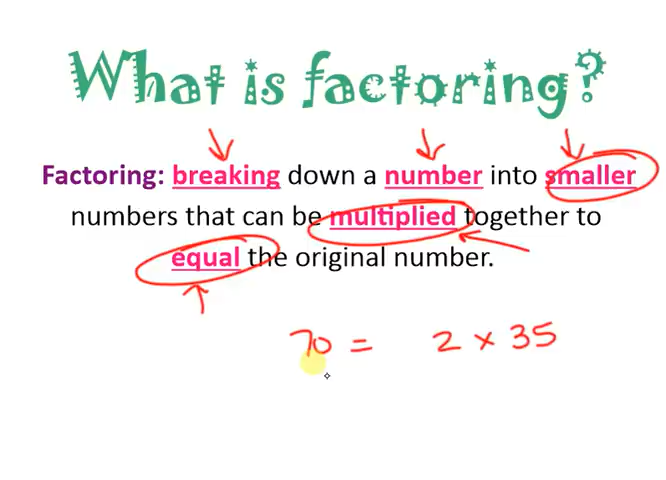 What is factoring?
Factoring: breaking down a number into smaller
numbers that can be multiplied together to
equal the original number.
70 = 2 × 35